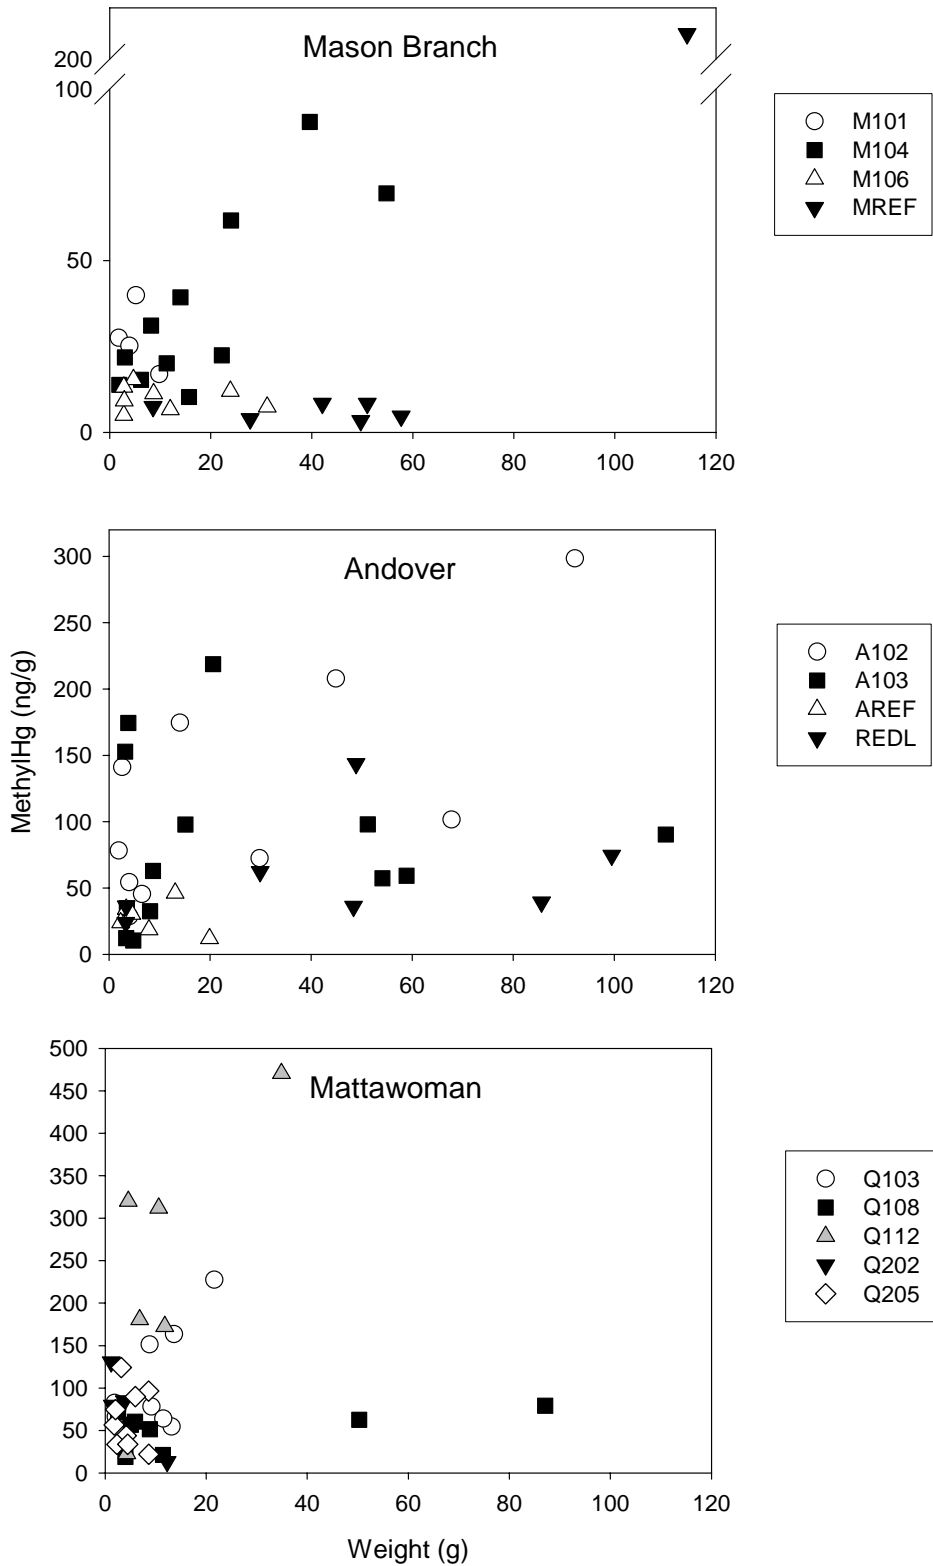 Mason Branch
200
100
50
0
0 20 40 60 80 100 120
M101
M104
M106
MREF
Andover
MethylHg (ng/g)
300
250
200
150
100
50
0
0 20 40 60 80 100 120
A102
A103
AREF
REDL
Mattawoman
500
450
400
350
300
250
200
150
100
50
0
0 20 40 60 80 100 120
Weight (g)
Q103
Q108
Q112
Q202
Q205